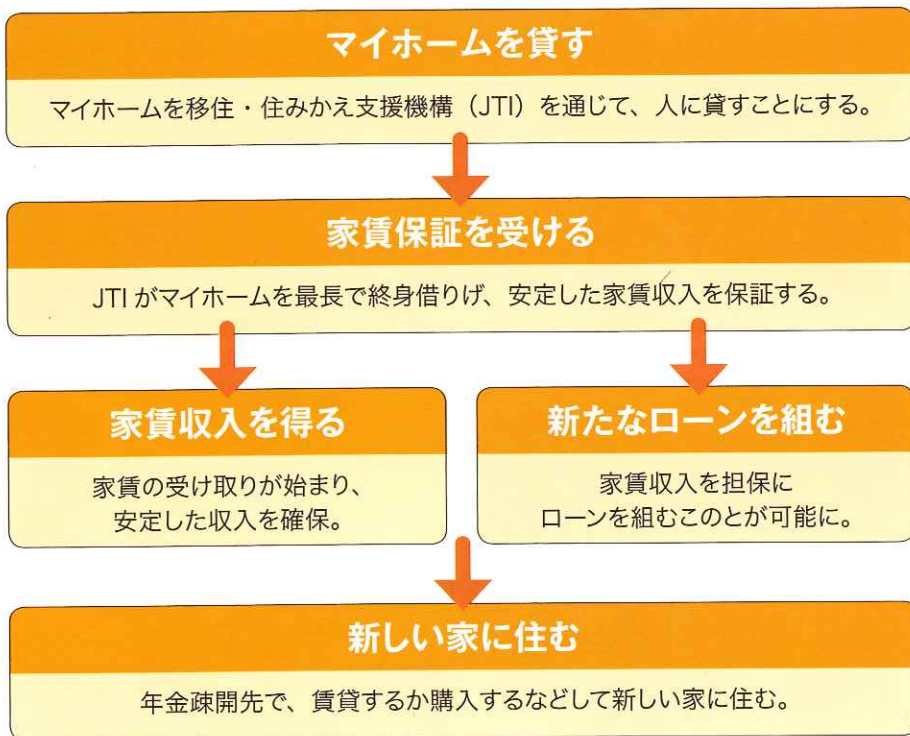 マイホームを貸す
マイホームを移住・住みかえ支援機構（JTI）を通じて、人に貸すことにする。
家賃保証を受ける
JTI がマイホームを最長で終身借りげ、安定した家賃収入を保証する。
家賃収入を得る
家賃の受け取りが始まり、
安定した収入を確保。
新たなローンを組む
家賃収入を担保に
ローンを組むこのとが可能に。
新しい家に住む
年金疎開先で、賃貸するか購入するなどして新しい家に住む。